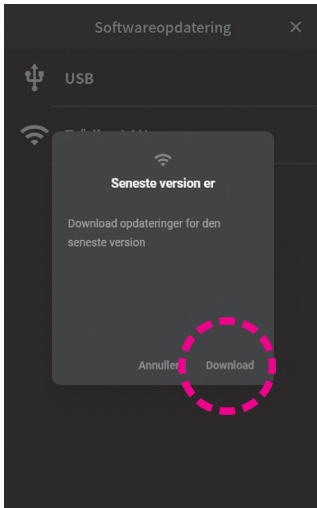 Softwareopdatering
USB
Seneste version er
Download opdateringer for den
seneste version
Annuller
Download